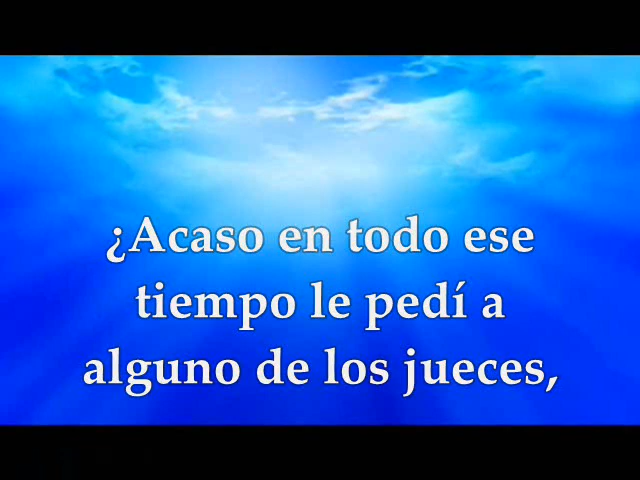 ¿Acaso en todo ese
tiempo le pedí a
alguno de los jueces,